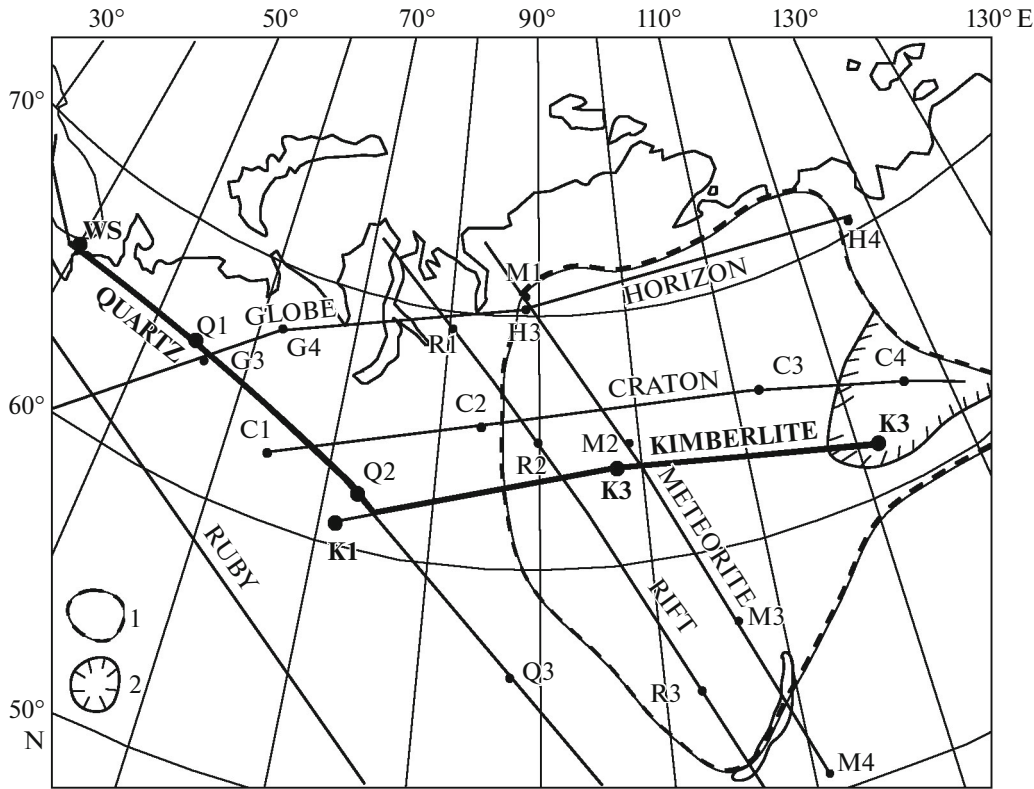 30° 50° 70° 90° 110° 130° 130° E
70°
WS
M1
HORIZON
H4
QUARTZ
Q1
GLOBE
G3
G4
R1
H3
60°
C1
C2
CRATON
C3
C4
Q2
R2
M2
KIMBERLITE
K3
K3
K1
RUBY
METEORITE
RIFT
1
M3
2
Q3
R3
50°
N
M4